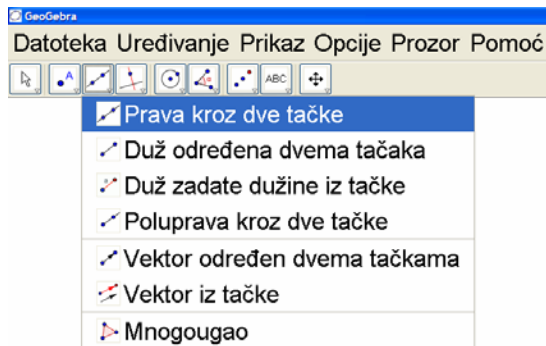 GeoGebra
Datoteka Uređivanje Prikaz Opcije Prozor Pomoć
A ABC
Prava kroz dve tačke
Duž određena dvema tačaka
Duž zadate dužine iz tačke
Poluprava kroz dve tačke
Vektor određen dvema tačkama
Vektor iz tačke
Mnogougao